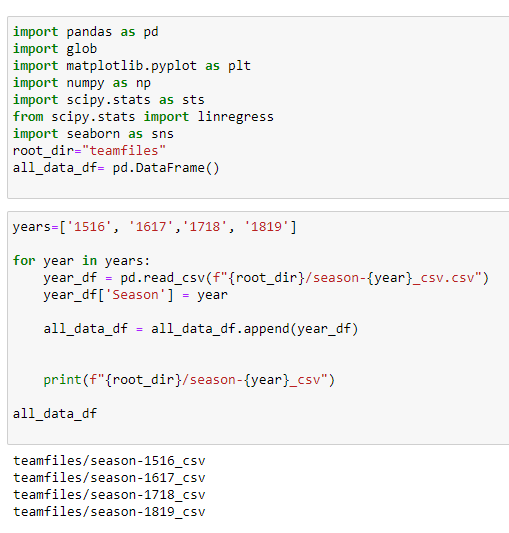 import pandas as pd
import glob
import matplotlib.pyplot as plt
import numpy as np
import scipy.stats as sts
from scipy.stats import linregress
import seaborn as sns
root_dir="teamfiles"
all_data_df= pd.DataFrame()
years=['1516', '1617','1718', '1819']
for year in years:
    year_df = pd.read_csv(f"{root_dir}/season-{year}_csv.csv")
    year_df['Season'] = year
    all_data_df = all_data_df.append(year_df)
    print(f"{root_dir}/season-{year}_csv")
all_data_df
teamfiles/season-1516_csv
teamfiles/season-1617_csv
teamfiles/season-1718_csv
teamfiles/season-1819_csv